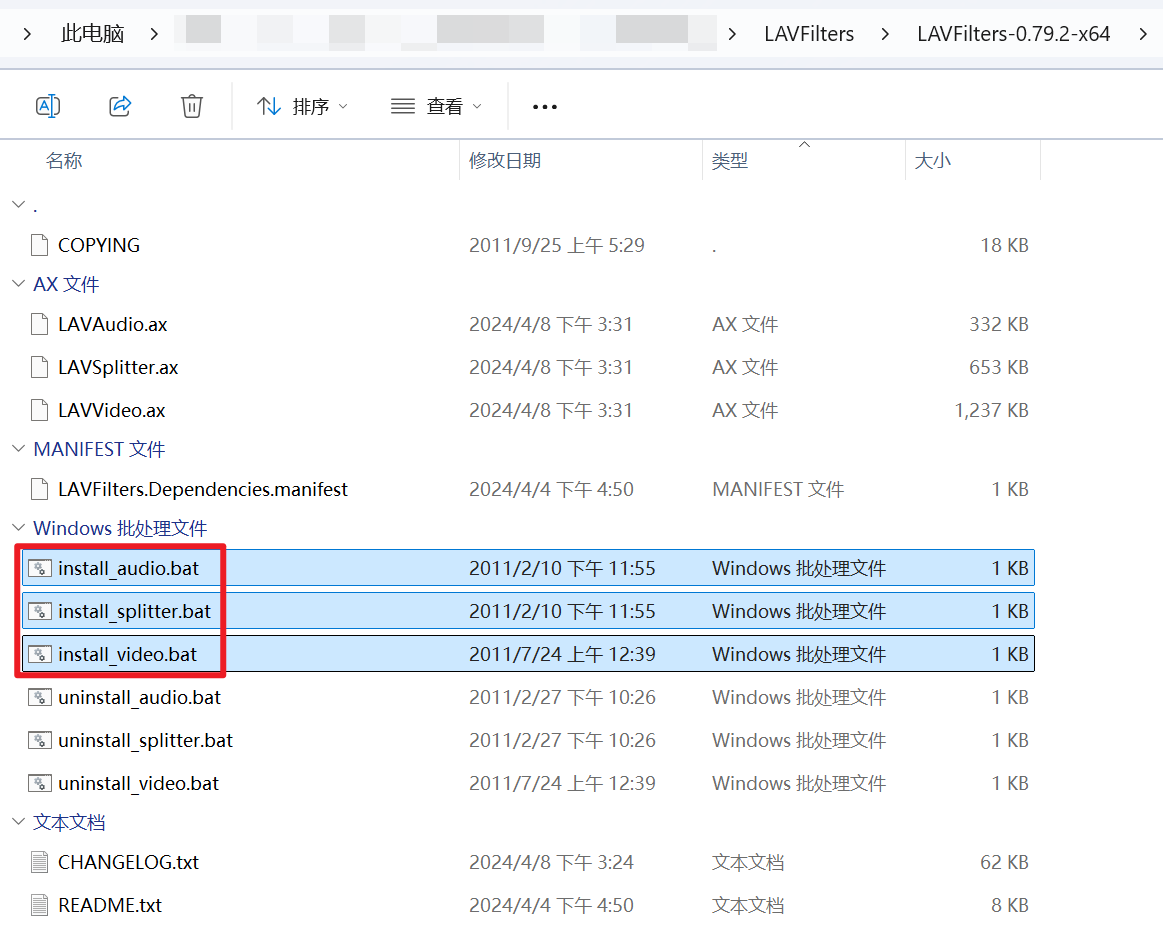 此电脑 LAVFilters LAVFilters-0.79.2-x64
排序 查看
名称 修改日期 类型 大小
.
COPYING 2011/9/25 上午 5:29 . 18 KB
AX 文件
LAVAudio.ax 2024/4/8 下午 3:31 AX 文件 332 KB
LAVSplitter.ax 2024/4/8 下午 3:31 AX 文件 653 KB
LAVVideo.ax 2024/4/8 下午 3:31 AX 文件 1,237 KB
MANIFEST 文件
LAVFilters.Dependencies.manifest 2024/4/4 下午 4:50 MANIFEST 文件 1 KB
Windows 批处理文件
install_audio.bat 2011/2/10 下午 11:55 Windows 批处理文件 1 KB
install_splitter.bat 2011/2/10 下午 11:55 Windows 批处理文件 1 KB
install_video.bat 2011/7/24 上午 12:39 Windows 批处理文件 1 KB
uninstall_audio.bat 2011/2/27 下午 10:26 Windows 批处理文件 1 KB
uninstall_splitter.bat 2011/2/27 下午 10:26 Windows 批处理文件 1 KB
uninstall_video.bat 2011/7/24 上午 12:39 Windows 批处理文件 1 KB
文本文档
CHANGELOG.txt 2024/4/8 下午 3:24 文本文档 62 KB
README.txt 2024/4/4 下午 4:50 文本文档 8 KB